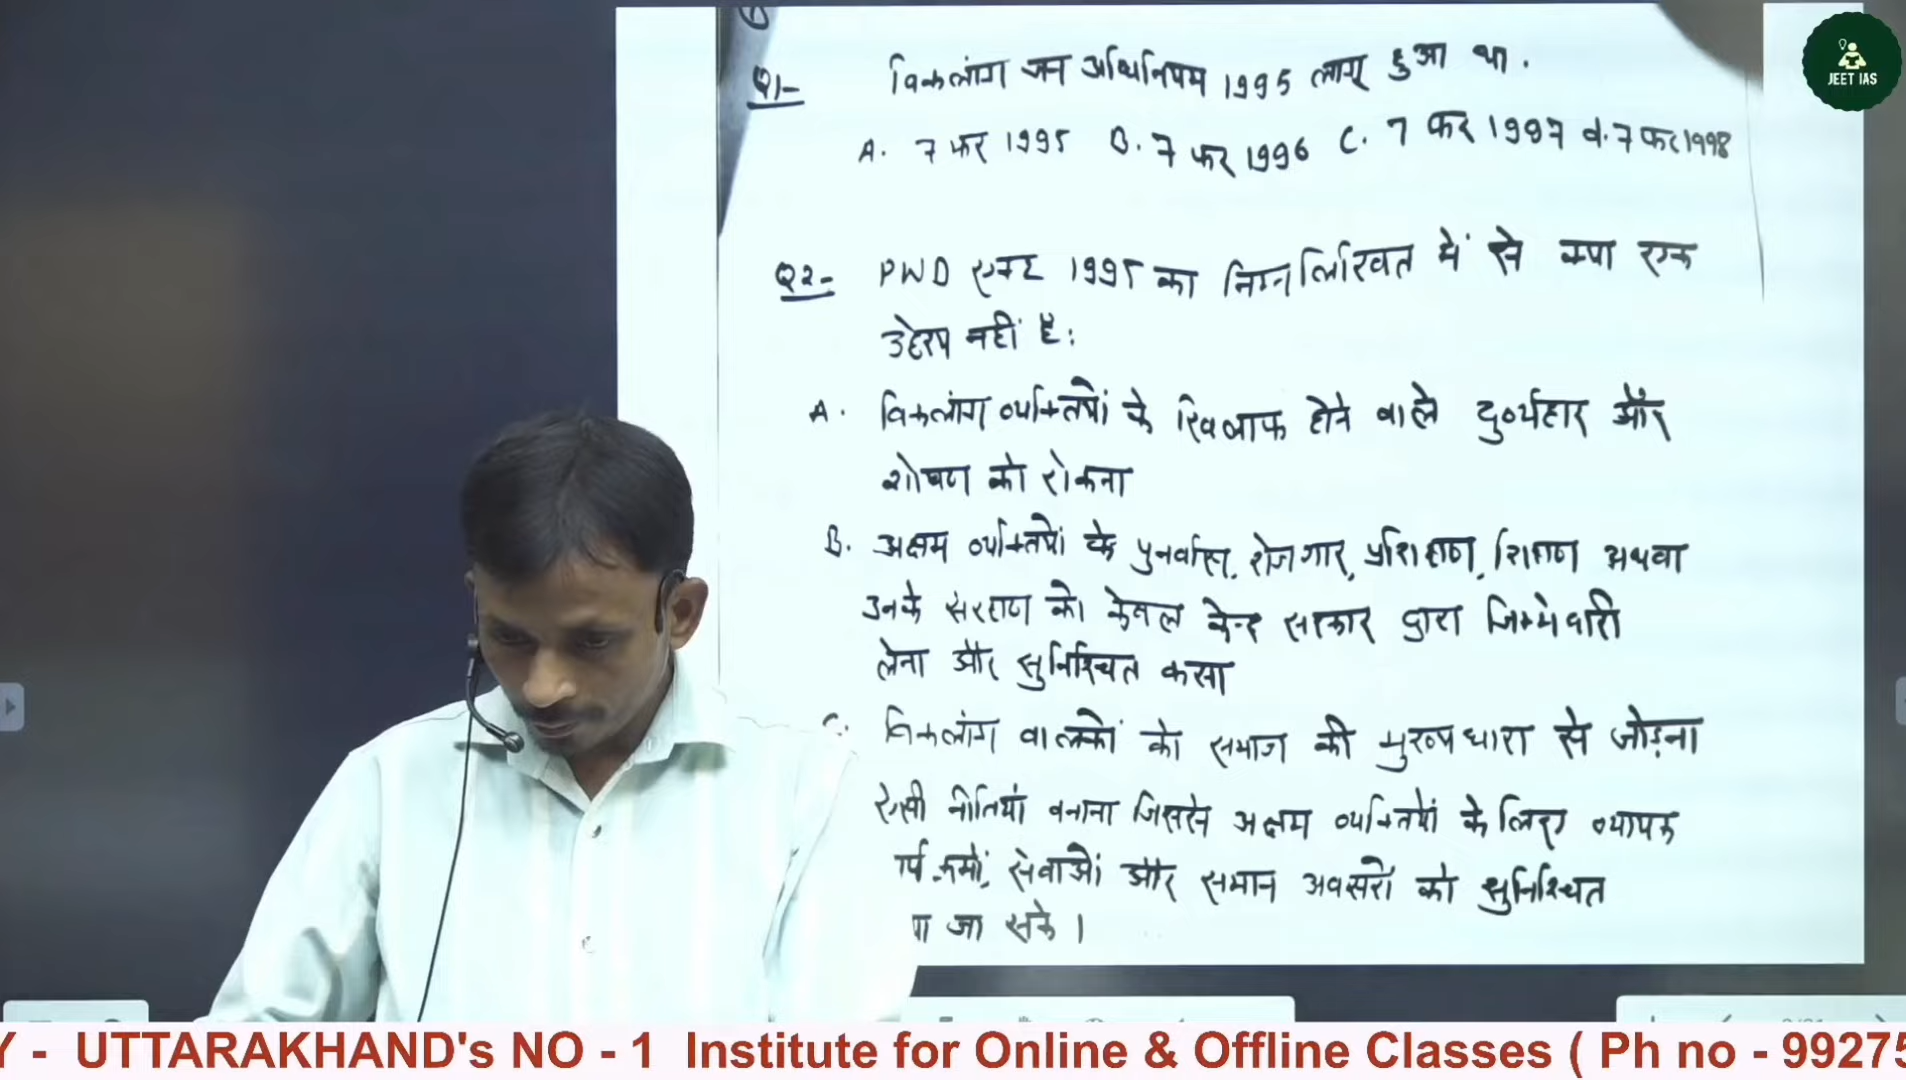 Q1- विकलांग जन अधिनियम 1995 लागू हुआ था.
A. 7 फर 1995 B. 7 फर 1996 C. 7 फर 1997 d. 7 फर 1998
Q2- PWD एक्ट 1995 का निम्नलिखित में से क्या एक
उद्देश्य नहीं है:
A. विकलांग व्यक्तियों के खिलाफ होने वाले दुर्व्यहार और
शोषण को रोकना
B. अक्षम व्यक्तियों के पुनर्वास, रोजगार, प्रशिक्षण, शिक्षण अथवा
उनके संरक्षण को केवल केन्द्र सरकार द्वारा जिम्मेदारी
लेना और सुनिश्चित करना
विकलांग बालकों को समाज की मुख्यधारा से जोड़ना
ऐसी नीतियां बनाना जिससे अक्षम व्यक्तियों के लिए व्यापक
र्यक्रमों, सेवाओं और समान अवसरों को सुनिश्चित
या जा सके।
JEET IAS
Y - UTTARAKHAND's NO - 1 Institute for Online & Offline Classes ( Ph no - 99275